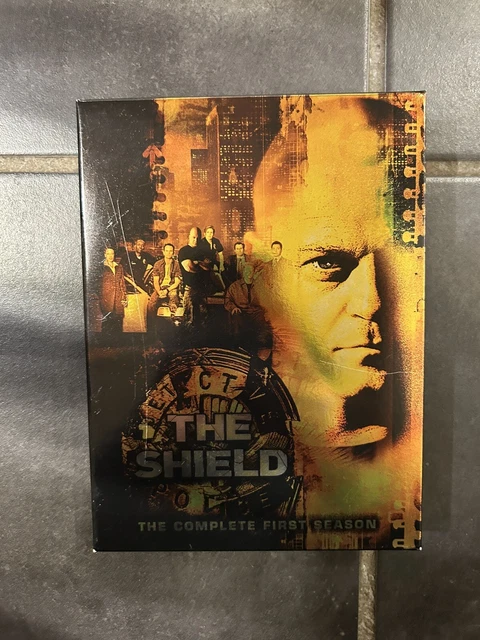 THE
SHIELD
THE COMPLETE FIRST SEASON